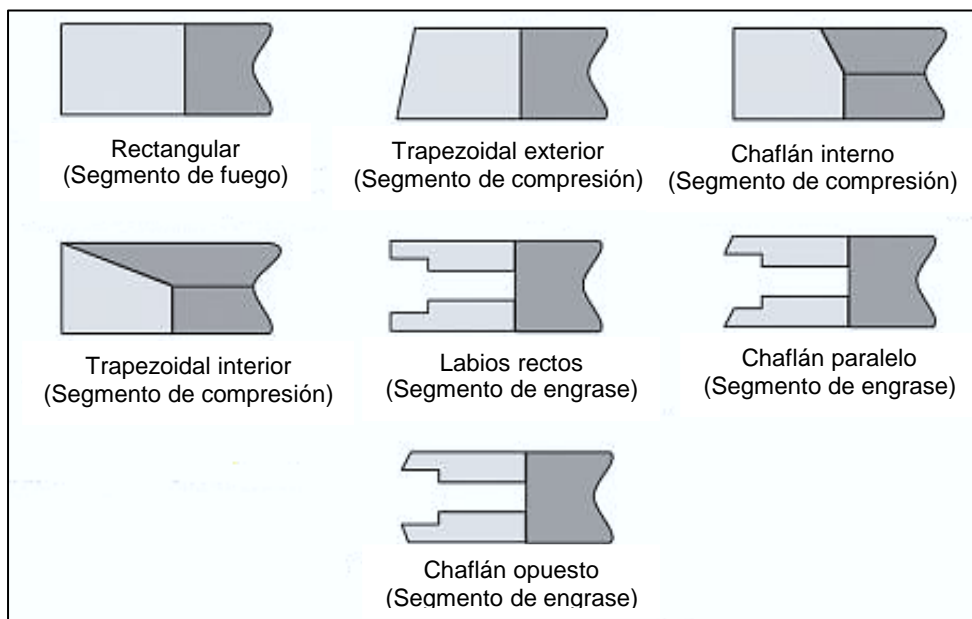 Rectangular
(Segmento de fuego)
Trapezoidal exterior
(Segmento de compresión)
Chaflán interno
(Segmento de compresión)
Trapezoidal interior
(Segmento de compresión)
Labios rectos
(Segmento de engrase)
Chaflán paralelo
(Segmento de engrase)
Chaflán opuesto
(Segmento de engrase)